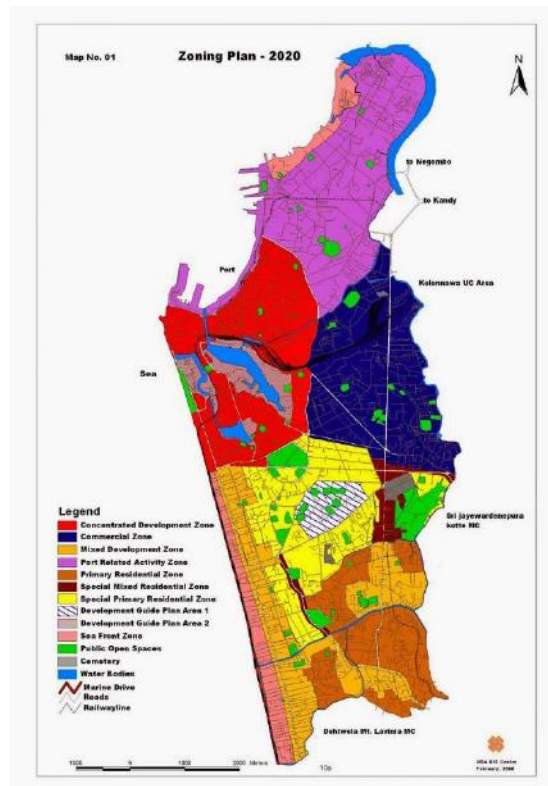 Map No. 01
Zoning Plan - 2020
N
to Negombo
to Kandy
Port
Kolonnawa UC Area
Sea
Sri jayewardenepura
kotte MC
Legend
Concentrated Development Zone
Commercial Zone
Mixed Development Zone
Port Related Activity Zone
Primary Residential Zone
Special Mixed Residential Zone
Special Primary Residential Zone
Development Guide Plan Area 1
Development Guide Plan Area 2
Sea Front Zone
Public Open Spaces
Cemetery
Water Bodies
Marine Drive
Roads
Railwayline
Dehiwela Mt. Lavinia MC